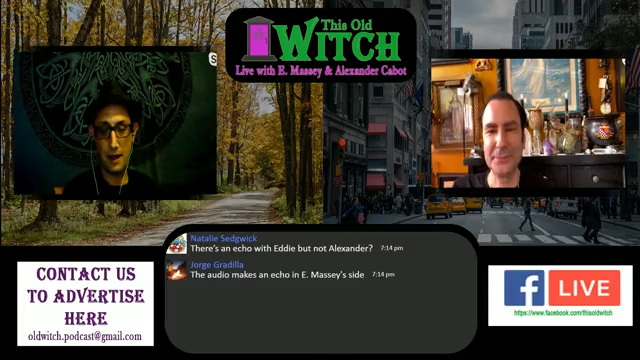 This Old
WITCH
Live with E. Massey & Alexander Cabot
S
Natalie Sedgwick
There's an echo with Eddie but not Alexander? 7:14 pm
Jorge Gradilla
The audio makes an echo in E. Massey's side 7:14 pm
CONTACT US
TO ADVERTISE
HERE
oldwitch.podcast@gmail.com
f LIVE
https://www.facebook.com/thisoldwitch